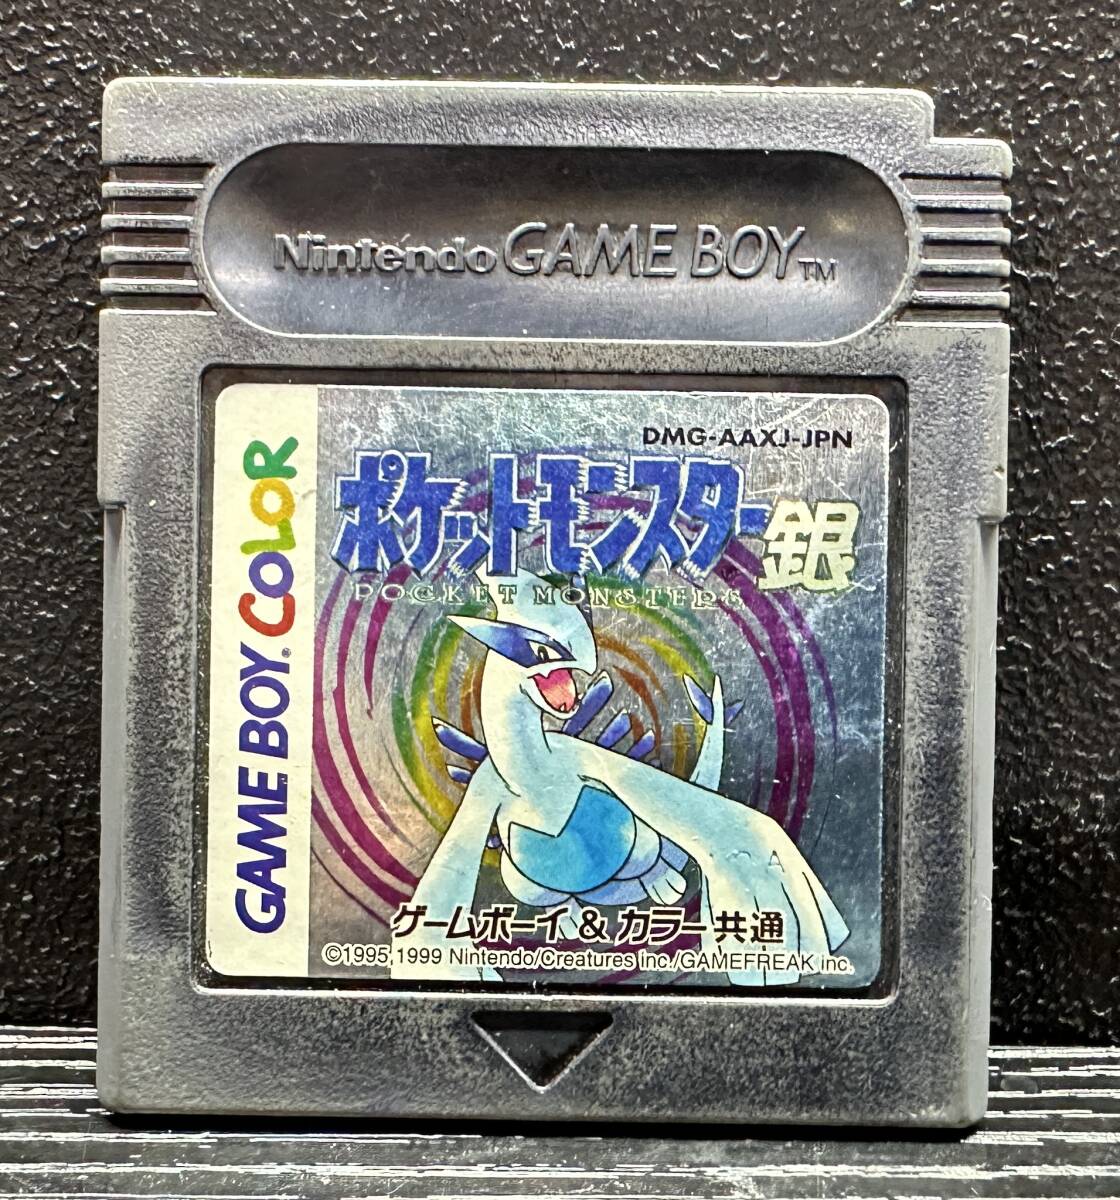 Nintendo GAME BOY™
GAME BOY COLOR
DMG-AAXJ-JPN
ポケットモンスター銀
POCKET MONSTERS
ゲームボーイ & カラー共通
©1995,1999 Nintendo/Creatures inc./GAMEFREAK inc.